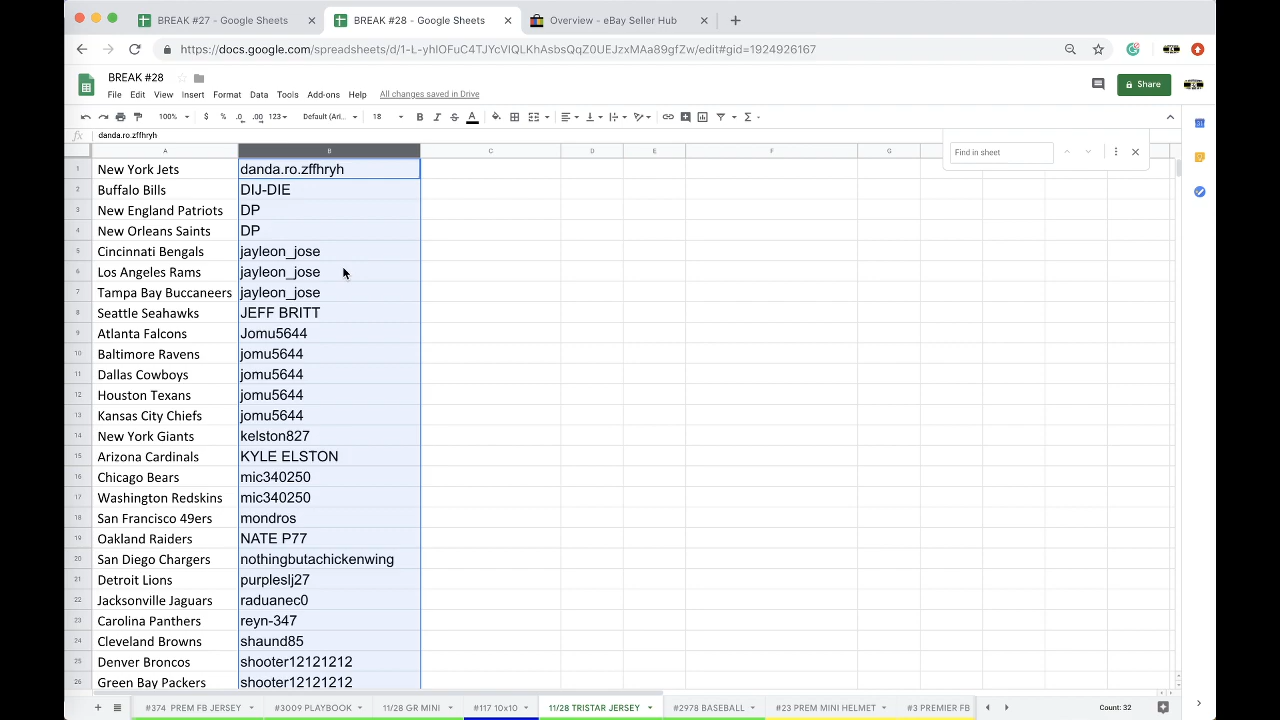 BREAK #27 - Google Sheets
BREAK #28 - Google Sheets
Overview - eBay Seller Hub
https://docs.google.com/spreadsheets/d/1-L-yhIOFuC4TJYcVIQLKhAsbsQqZ0UEJzxMAa89gfZw/edit#gid=1924926167
BREAK #28
File Edit View Insert Format Data Tools Add-ons Help All changes saved in Drive
Share
100% $ % .0 .00 123 Default (Ari... 18 B I S A
fx danda.ro.zffhryh
Find in sheet
A B C D E F G
1 New York Jets danda.ro.zffhryh
2 Buffalo Bills DIJ-DIE
3 New England Patriots DP
4 New Orleans Saints DP
5 Cincinnati Bengals jayleon_jose
6 Los Angeles Rams jayleon_jose
7 Tampa Bay Buccaneers jayleon_jose
8 Seattle Seahawks JEFF BRITT
9 Atlanta Falcons Jomu5644
10 Baltimore Ravens jomu5644
11 Dallas Cowboys jomu5644
12 Houston Texans jomu5644
13 Kansas City Chiefs jomu5644
14 New York Giants kelston827
15 Arizona Cardinals KYLE ELSTON
16 Chicago Bears mic340250
17 Washington Redskins mic340250
18 San Francisco 49ers mondros
19 Oakland Raiders NATE P77
20 San Diego Chargers nothingbutachickenwing
21 Detroit Lions purpleslj27
22 Jacksonville Jaguars raduanec0
23 Carolina Panthers reyn-347
24 Cleveland Browns shaund85
25 Denver Broncos shooter12121212
26 Green Bay Packers shooter12121212
#374 PREM FB JERSEY #3009 PLAYBOOK 11/28 GR MINI #117 10x10 11/28 TRISTAR JERSEY #2978 BASEBALL #23 PREM MINI HELMET #3 PREMIER FB Count: 32